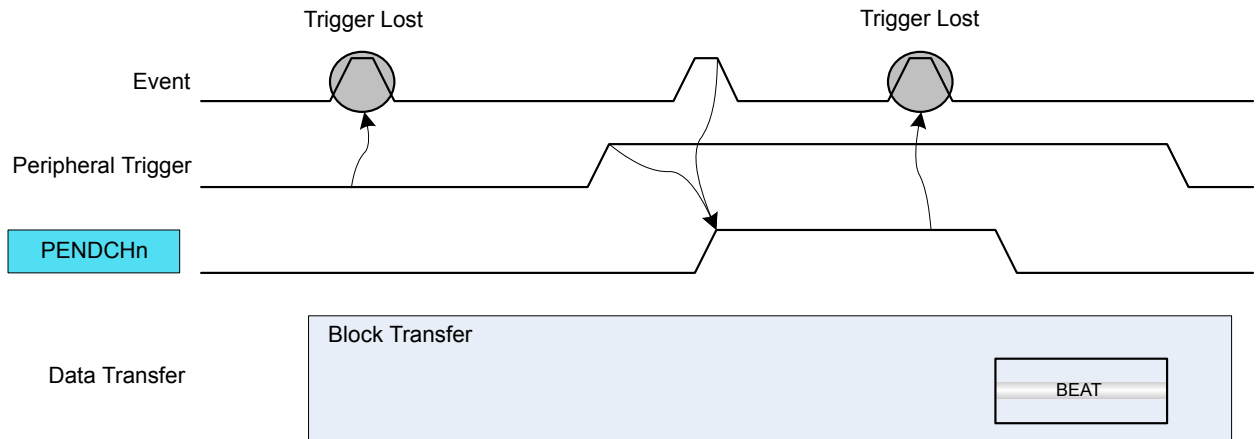 Trigger Lost
Trigger Lost
Event
Peripheral Trigger
PENDCHn
Block Transfer
Data Transfer
BEAT